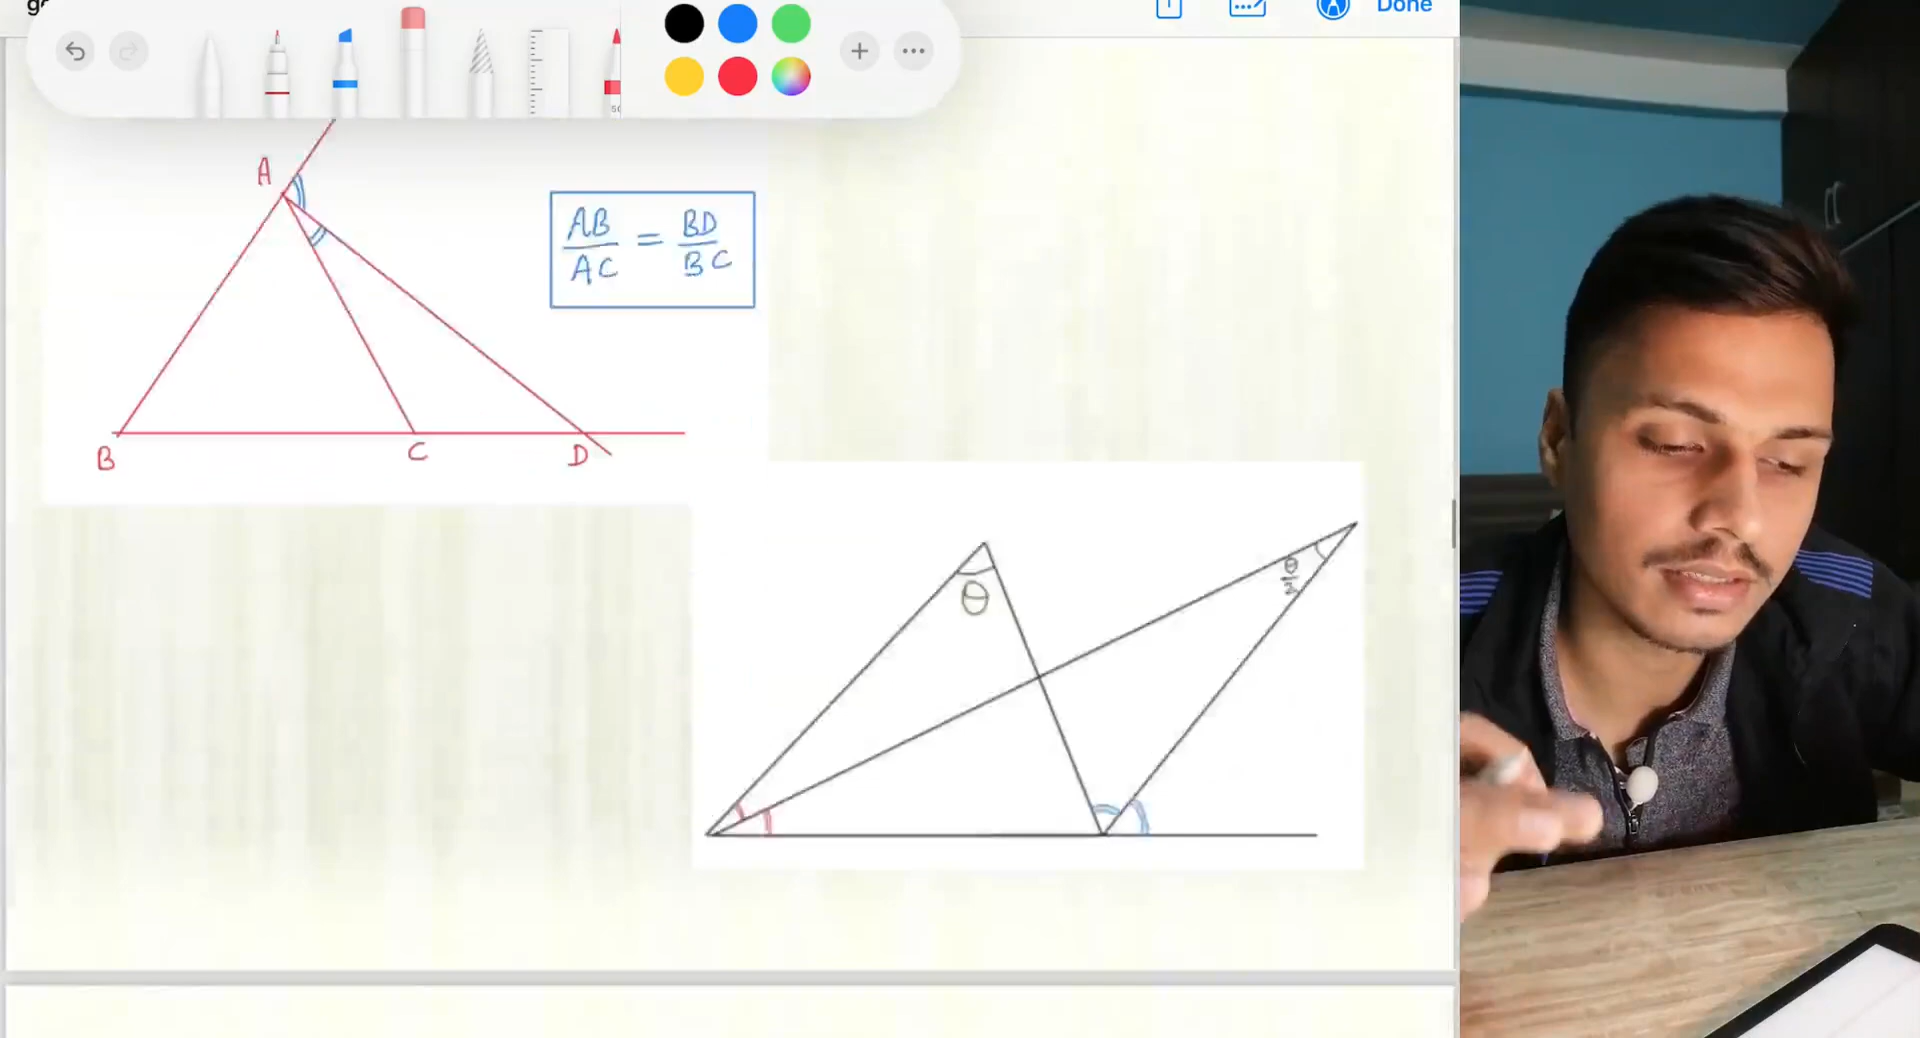 Done
A
AB = BD
AC BC
B C D
θ
θ
2